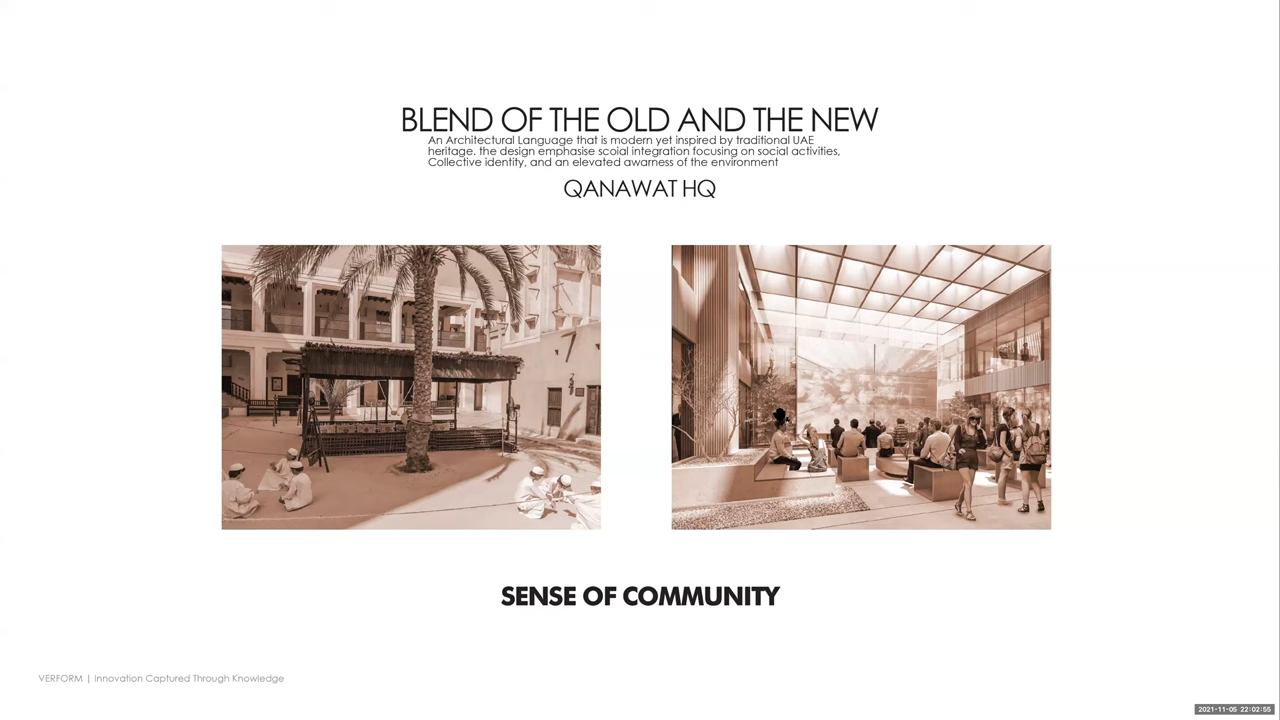 BLEND OF THE OLD AND THE NEW
An Architectural Language that is modern yet inspired by traditional UAE
heritage. the design emphasise scoial integration focusing on social activities,
Collective identity, and an elevated awarness of the environment
QANAWAT HQ
SENSE OF COMMUNITY
VERFORM | Innovation Captured Through Knowledge
2021-11-05 22:02:55